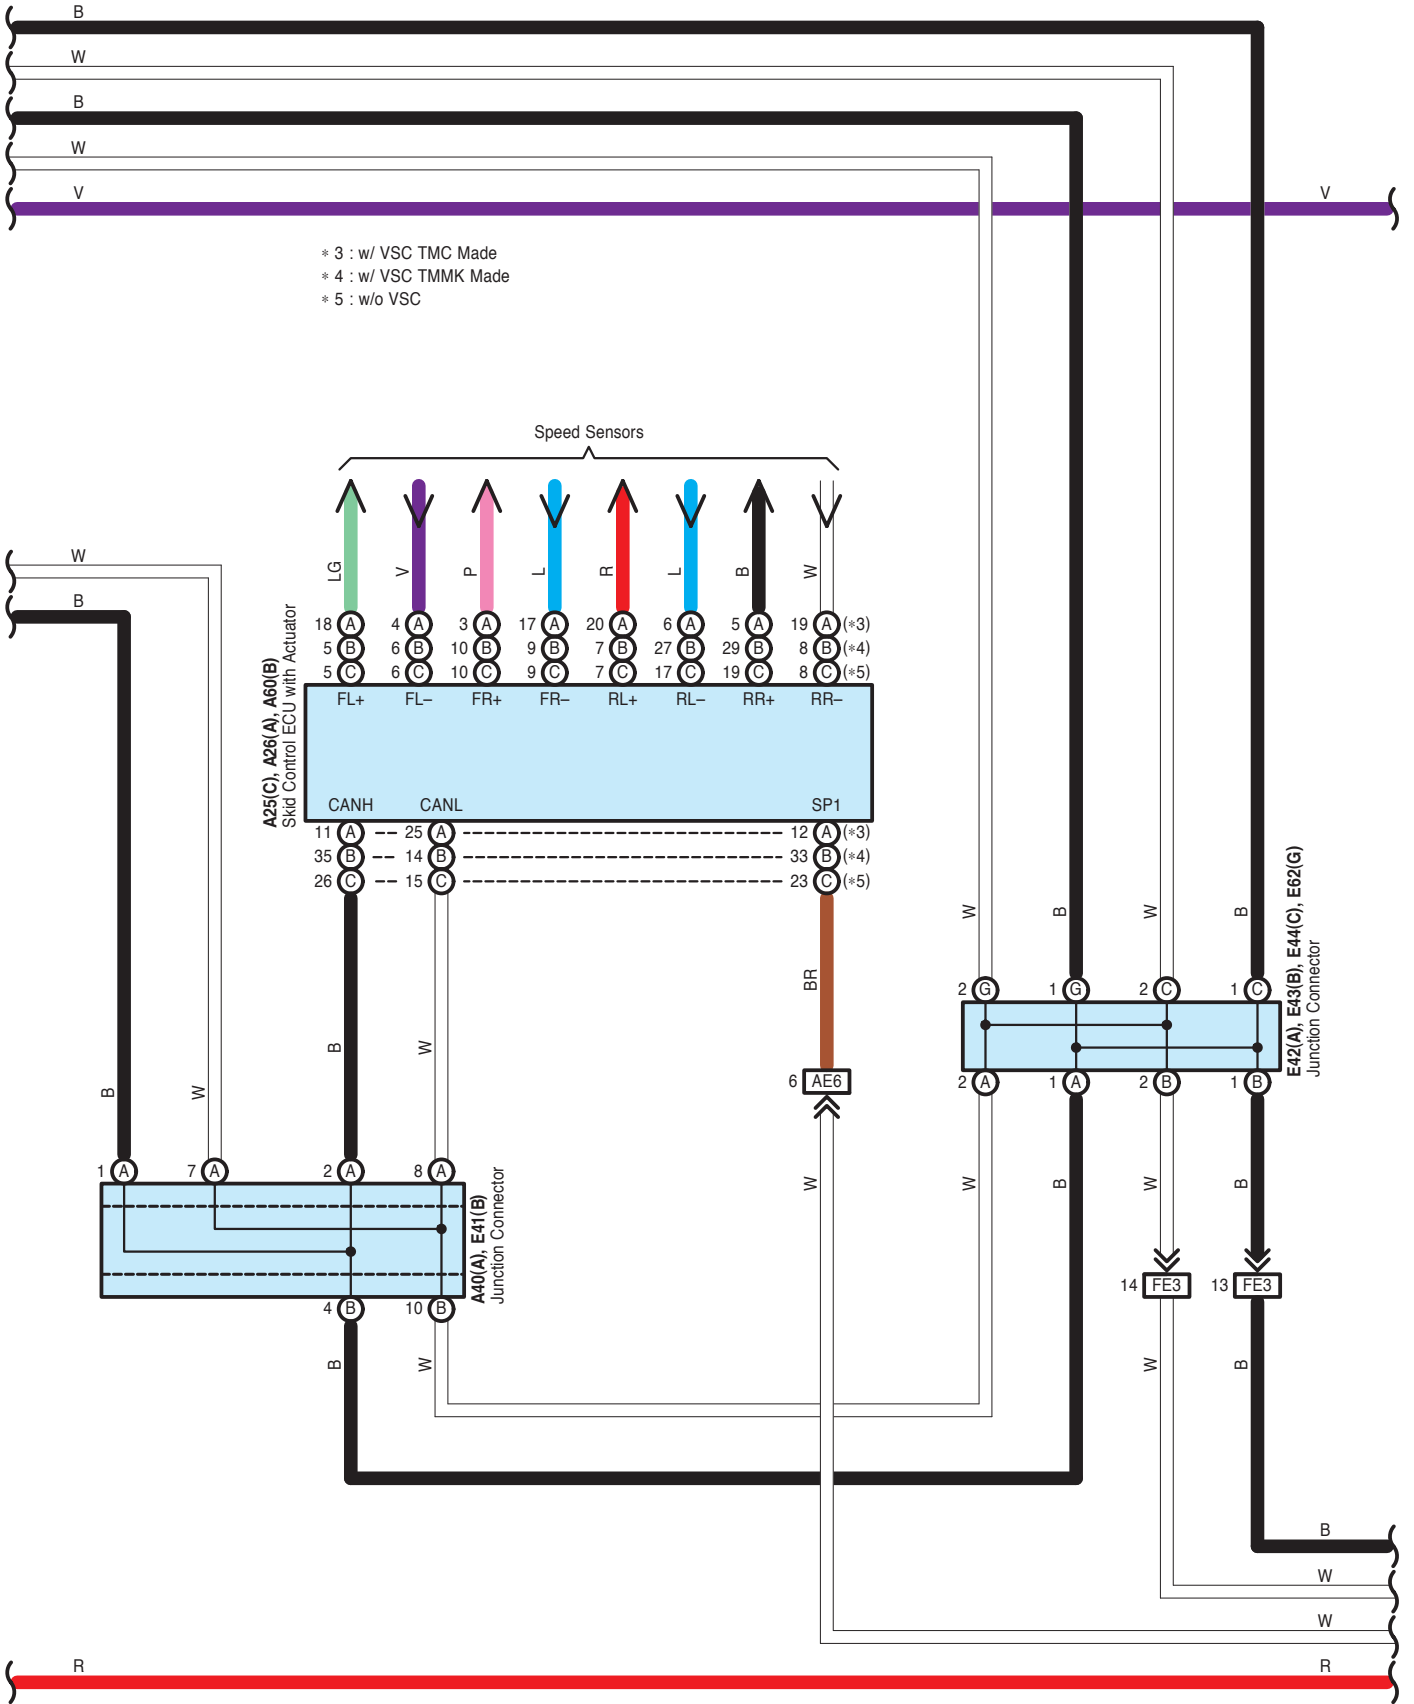 B
W
B
W
V V
* 3 : w/ VSC TMC Made
* 4 : w/ VSC TMMK Made
* 5 : w/o VSC
Speed Sensors
W
B
LG V P L R L B W
18 A 4 A 3 A 17 A 20 A 6 A 5 A 19 A (*3)
5 B 6 B 10 B 9 B 7 B 27 B 29 B 8 B (*4)
5 C 6 C 10 C 9 C 7 C 17 C 19 C 8 C (*5)
FL+ FL– FR+ FR– RL+ RL– RR+ RR–
A25(C), A26(A), A60(B)
Skid Control ECU with Actuator
CANH CANL SP1
11 A 25 A 12 A (*3)
35 B 14 B 33 B (*4)
26 C 15 C 23 C (*5)
W B W B
BR
2 G 1 G 2 C 1 C
E42(A), E43(B), E44(C), E62(G)
Junction Connector
B W
6 AE6
2 A 1 A 2 B 1 B
B W
1 A 7 A 2 A 8 A
W W B W B
A40(A), E41(B)
Junction Connector
14 FE3 13 FE3
4 B 10 B
B W W B
B
W
W
R R